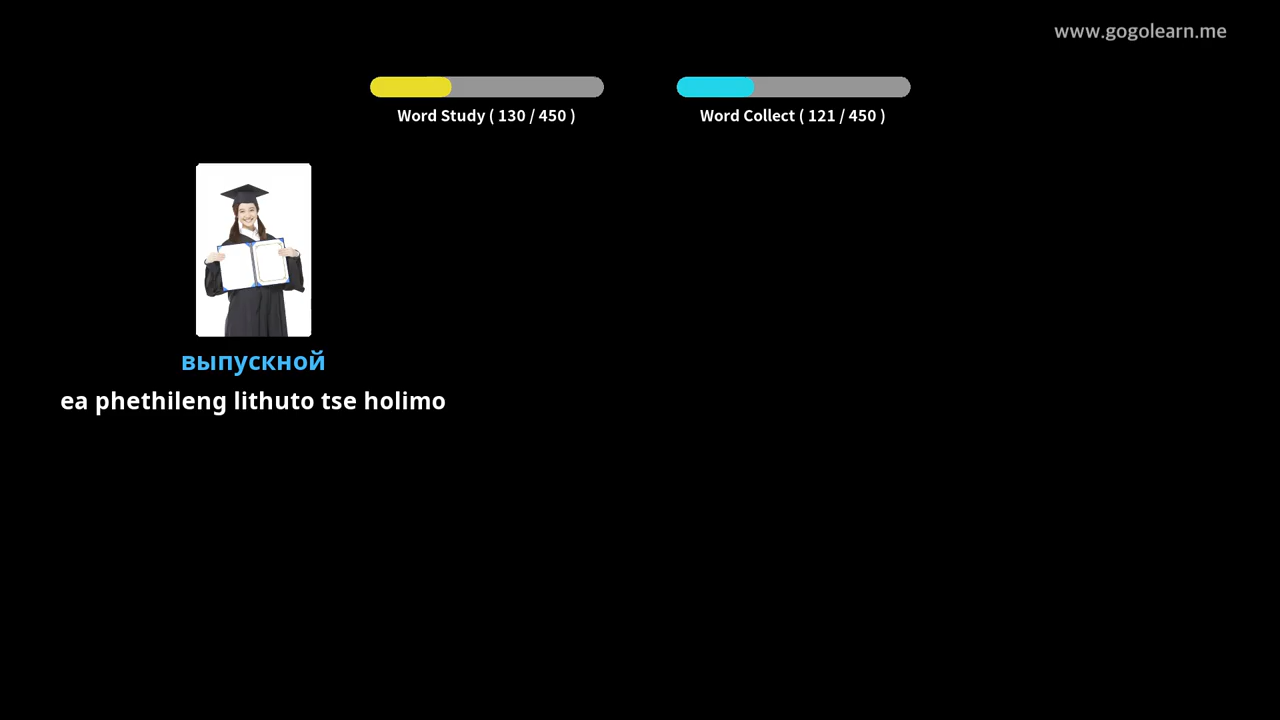 www.gogolearn.me
Word Study ( 130 / 450 )
Word Collect ( 121 / 450 )
выпускной
ea phethileng lithuto tse holimo